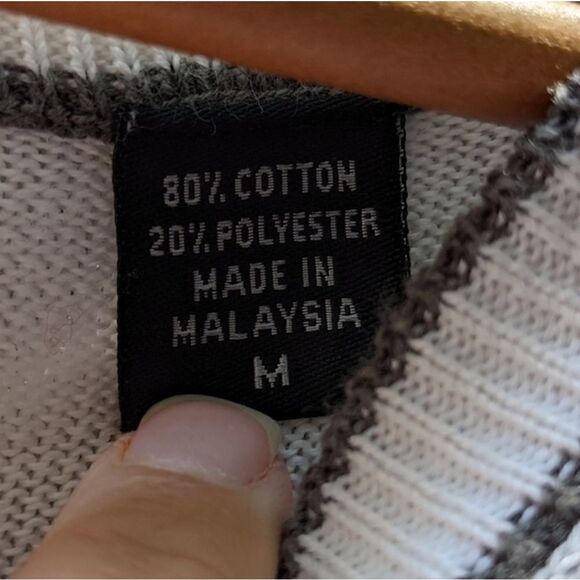 80% COTTON
20% POLYESTER
MADE IN
MALAYSIA
M